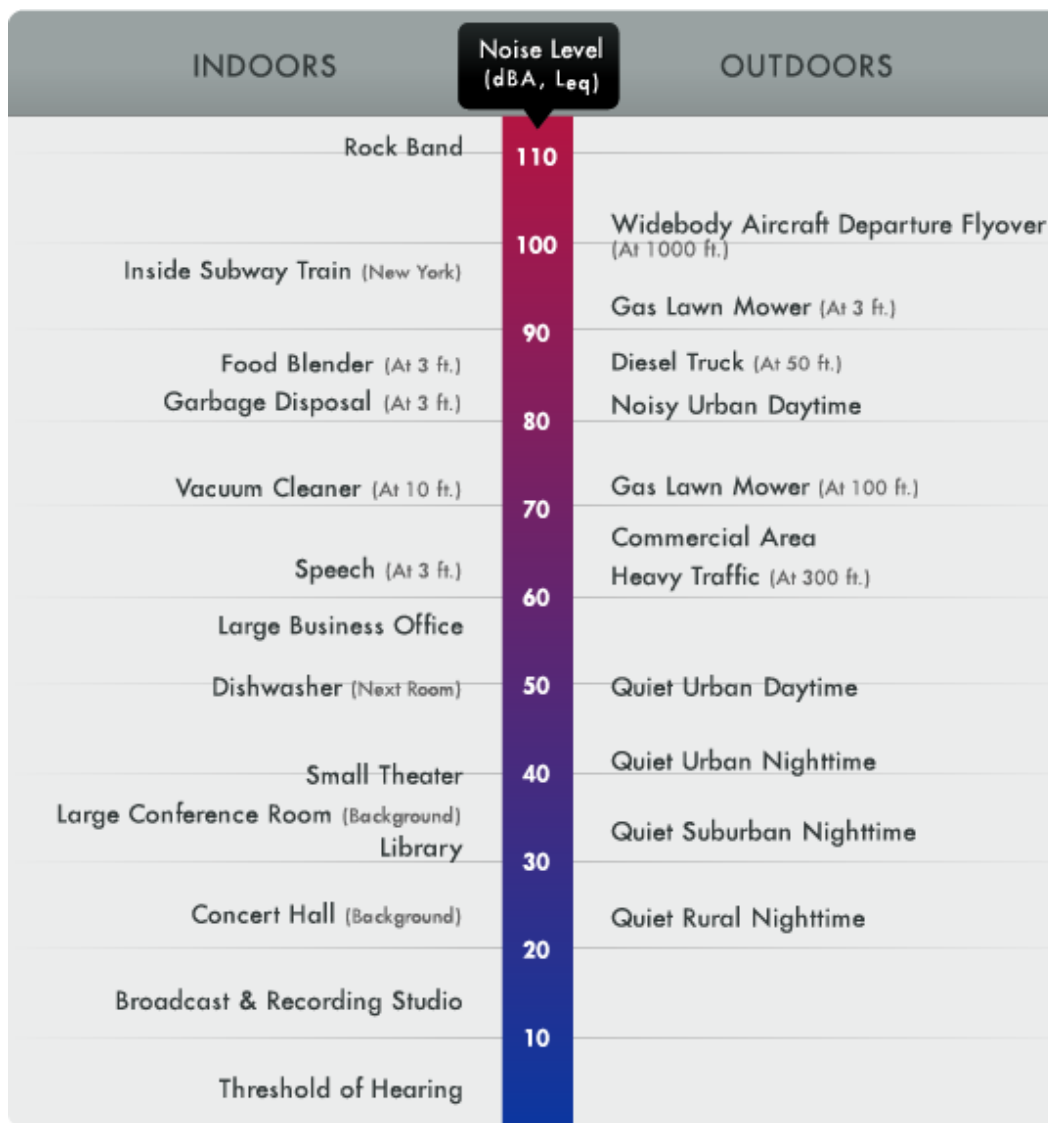 INDOORS
Noise Level
(dBA, Leq)
OUTDOORS
Rock Band
110
Widebody Aircraft Departure Flyover
(At 1000 ft.)
100
Inside Subway Train (New York)
Gas Lawn Mower (At 3 ft.)
90
Food Blender (At 3 ft.)
Diesel Truck (At 50 ft.)
Garbage Disposal (At 3 ft.)
Noisy Urban Daytime
80
Vacuum Cleaner (At 10 ft.)
Gas Lawn Mower (At 100 ft.)
70
Commercial Area
Speech (At 3 ft.)
Heavy Traffic (At 300 ft.)
60
Large Business Office
Dishwasher (Next Room)
50
Quiet Urban Daytime
Quiet Urban Nighttime
Small Theater
40
Large Conference Room (Background)
Quiet Suburban Nighttime
Library
30
Concert Hall (Background)
Quiet Rural Nighttime
20
Broadcast & Recording Studio
10
Threshold of Hearing